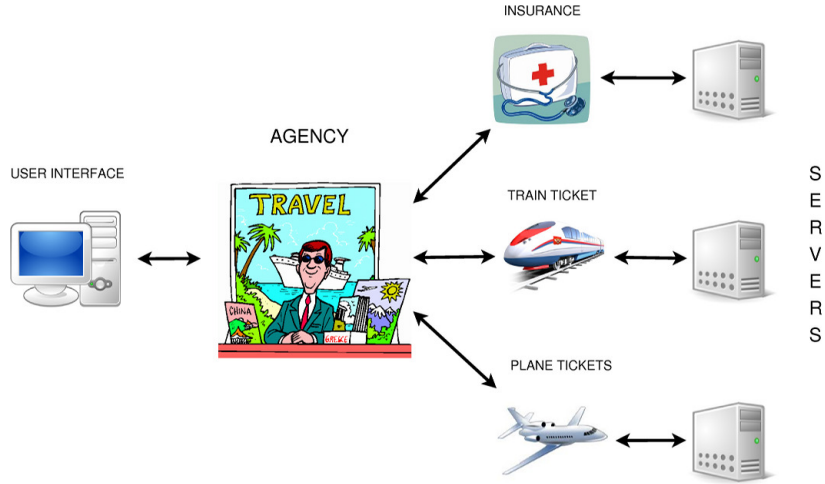 INSURANCE
AGENCY
USER INTERFACE
TRAVEL
CHINA
GREECE
TRAIN TICKET
PLANE TICKETS
S
E
R
V
E
R
S